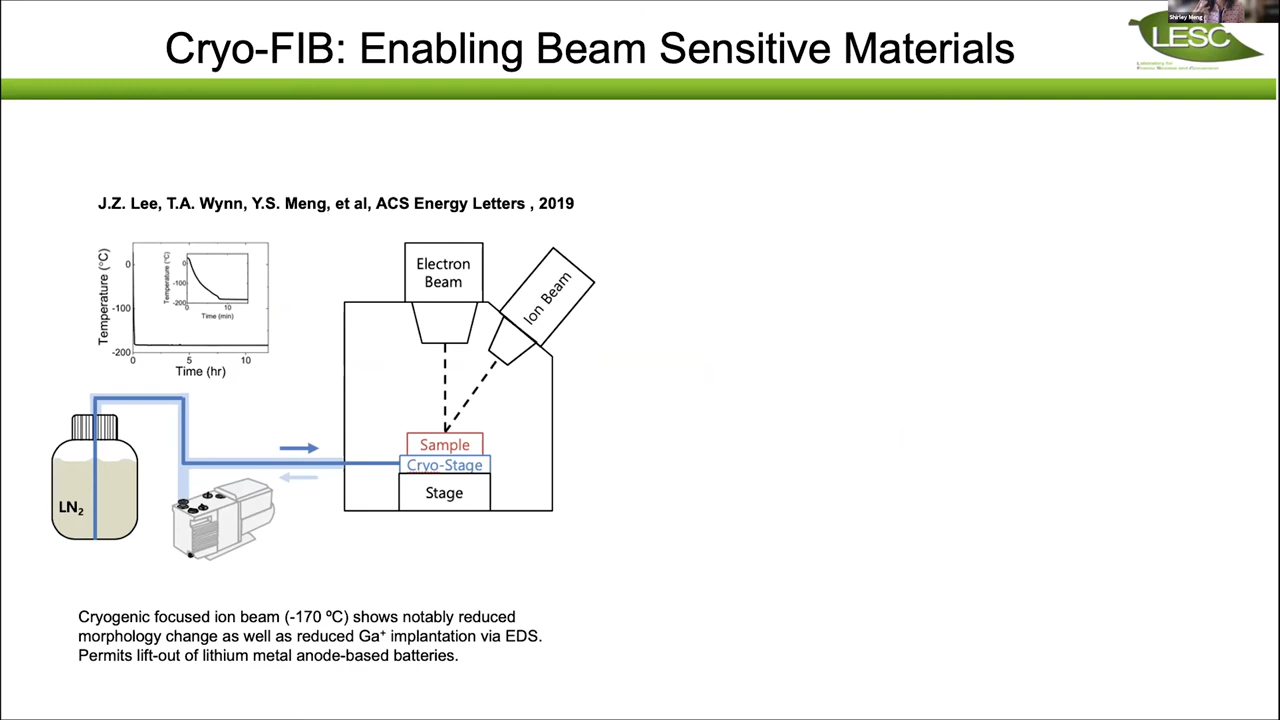 Cryo-FIB: Enabling Beam Sensitive Materials
Shirley Meng
LESC
J.Z. Lee, T.A. Wynn, Y.S. Meng, et al, ACS Energy Letters , 2019
Temperature (°C)
0
-100
-200
0
5
10
Time (hr)
Temperature (°C)
0
-100
-200
0
10
Time (min)
Electron
Beam
Ion Beam
Sample
Cryo-Stage
Stage
LN₂
Cryogenic focused ion beam (-170 ºC) shows notably reduced
morphology change as well as reduced Ga⁺ implantation via EDS.
Permits lift-out of lithium metal anode-based batteries.